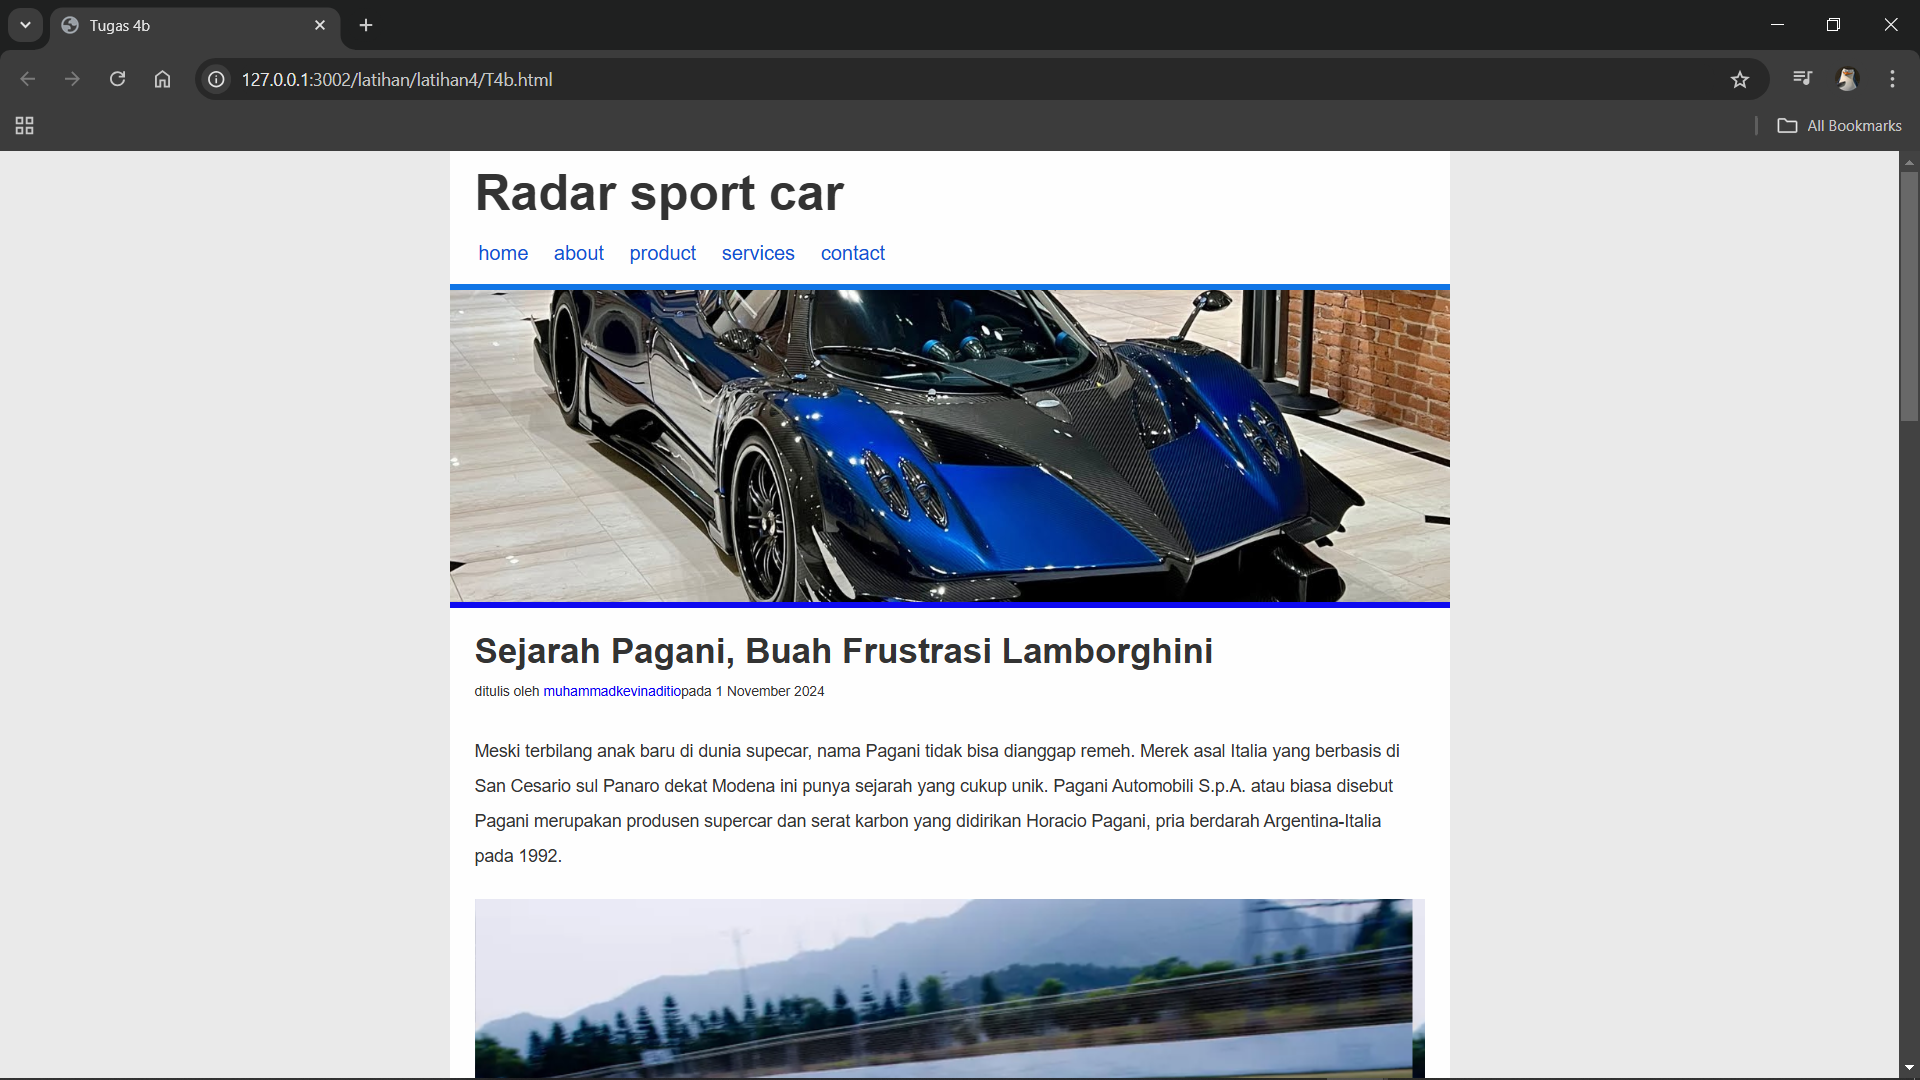 Tugas 4b
127.0.0.1:3002/latihan/latihan4/T4b.html
All Bookmarks
Radar sport car
home about product services contact
Sejarah Pagani, Buah Frustrasi Lamborghini
ditulis oleh muhammadkevinaditiopada 1 November 2024
Meski terbilang anak baru di dunia supecar, nama Pagani tidak bisa dianggap remeh. Merek asal Italia yang berbasis di
San Cesario sul Panaro dekat Modena ini punya sejarah yang cukup unik. Pagani Automobili S.p.A. atau biasa disebut
Pagani merupakan produsen supercar dan serat karbon yang didirikan Horacio Pagani, pria berdarah Argentina-Italia
pada 1992.